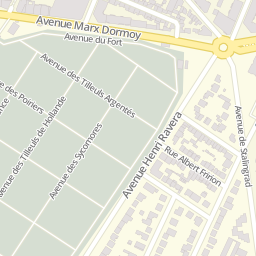 Avenue Marx Dormoy
Avenue du Fort
Avenue des Tilleuls Argentés
Avenue des Tilleuls de Hollande
Avenue des Sycomores
Avenue Henri Ravera
Rue Albert Fririon
Avenue de Stalingrad
des Poiriers